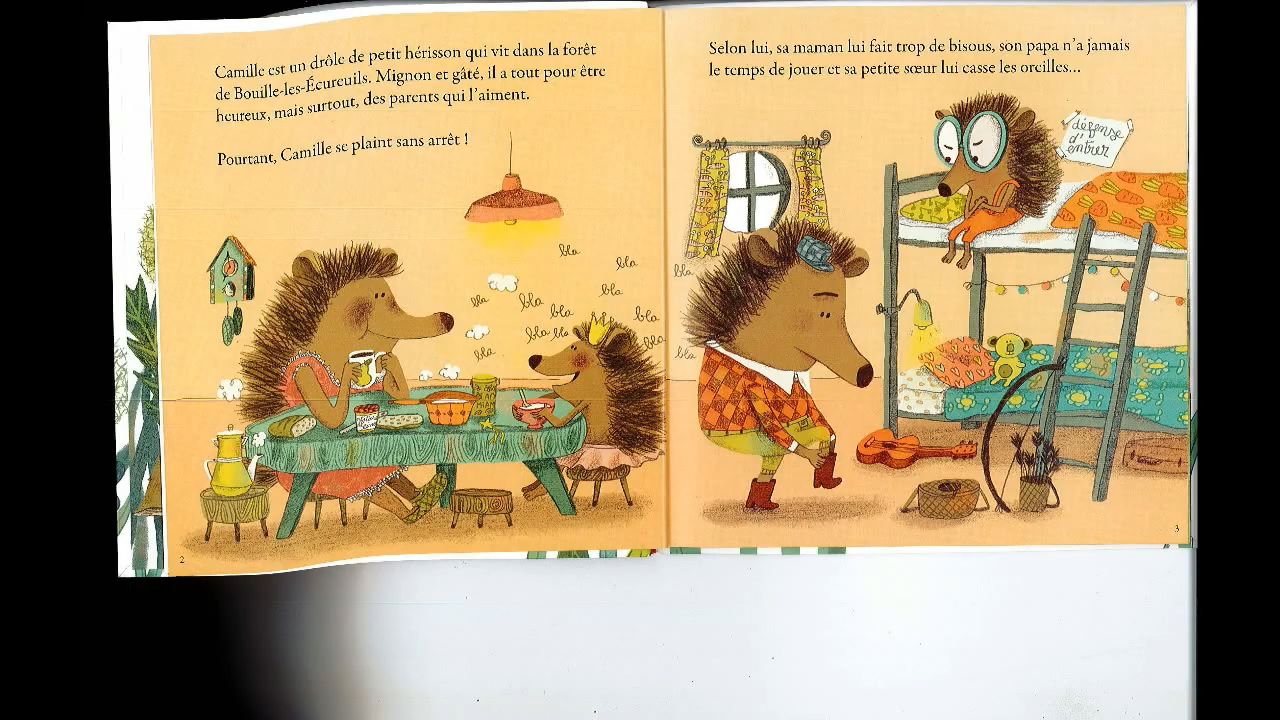 Camille est un drôle de petit hérisson qui vit dans la forêt
de Bouille-les-Écureuils. Mignon et gâté, il a tout pour être
heureux, mais surtout, des parents qui l'aiment.
Pourtant, Camille se plaint sans arrêt !
bla
bla
bla
bla
bla
bla
bla
bla
bla
bla
bla
2
Selon lui, sa maman lui fait trop de bisous, son papa n'a jamais
le temps de jouer et sa petite sœur lui casse les oreilles...
défense
d'entrer
bla
bla
3